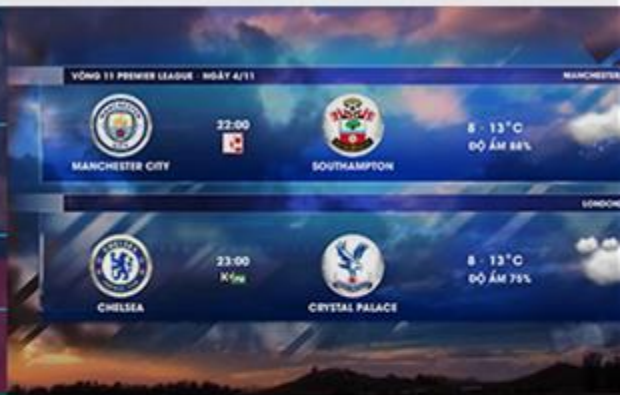 VÒNG 11 PREMIER LEAGUE - NGÀY 4/11
MANCHESTER
22:00
MANCHESTER CITY
SOUTHAMPTON
8 - 13°C
ĐỘ ẨM 88%
LONDON
23:00
K+PM
CHELSEA
CRYSTAL PALACE
8 - 13°C
ĐỘ ẨM 75%